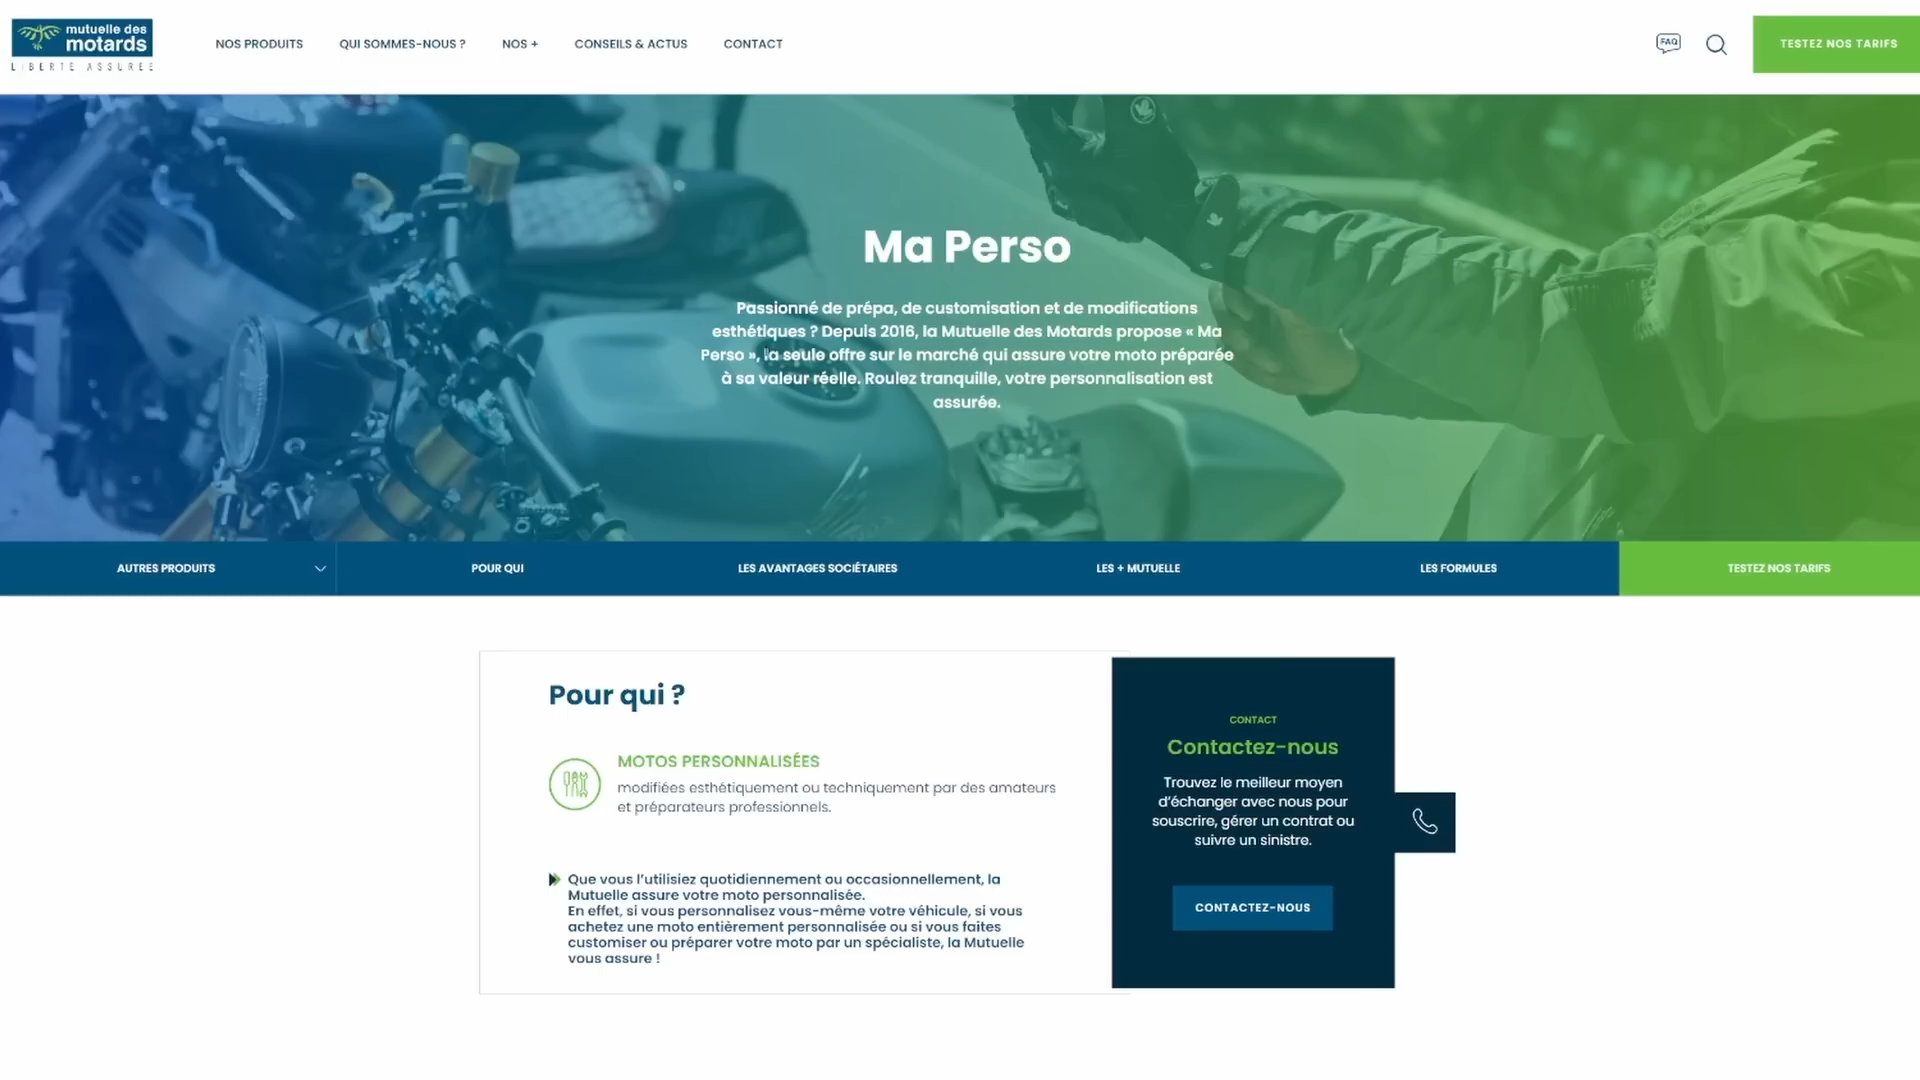 mutuelle des
motards
LIBERTÉ ASSURÉE
NOS PRODUITS
QUI SOMMES-NOUS ?
NOS +
CONSEILS & ACTUS
CONTACT
FAQ
TESTEZ NOS TARIFS
Ma Perso
Passionné de prépa, de customisation et de modifications
esthétiques ? Depuis 2016, la Mutuelle des Motards propose « Ma
Perso », la seule offre sur le marché qui assure votre moto préparée
à sa valeur réelle. Roulez tranquille, votre personnalisation est
assurée.
AUTRES PRODUITS
POUR QUI
LES AVANTAGES SOCIÉTAIRES
LES + MUTUELLE
LES FORMULES
TESTEZ NOS TARIFS
Pour qui ?
MOTOS PERSONNALISÉES
modifiées esthétiquement ou techniquement par des amateurs
et préparateurs professionnels.
Que vous l'utilisiez quotidiennement ou occasionnellement, la
Mutuelle assure votre moto personnalisée.
En effet, si vous personnalisez vous-même votre véhicule, si vous
achetez une moto entièrement personnalisée ou si vous faites
customiser ou préparer votre moto par un spécialiste, la Mutuelle
vous assure !
CONTACT
Contactez-nous
Trouvez le meilleur moyen
d'échanger avec nous pour
souscrire, gérer un contrat ou
suivre un sinistre.
CONTACTEZ-NOUS